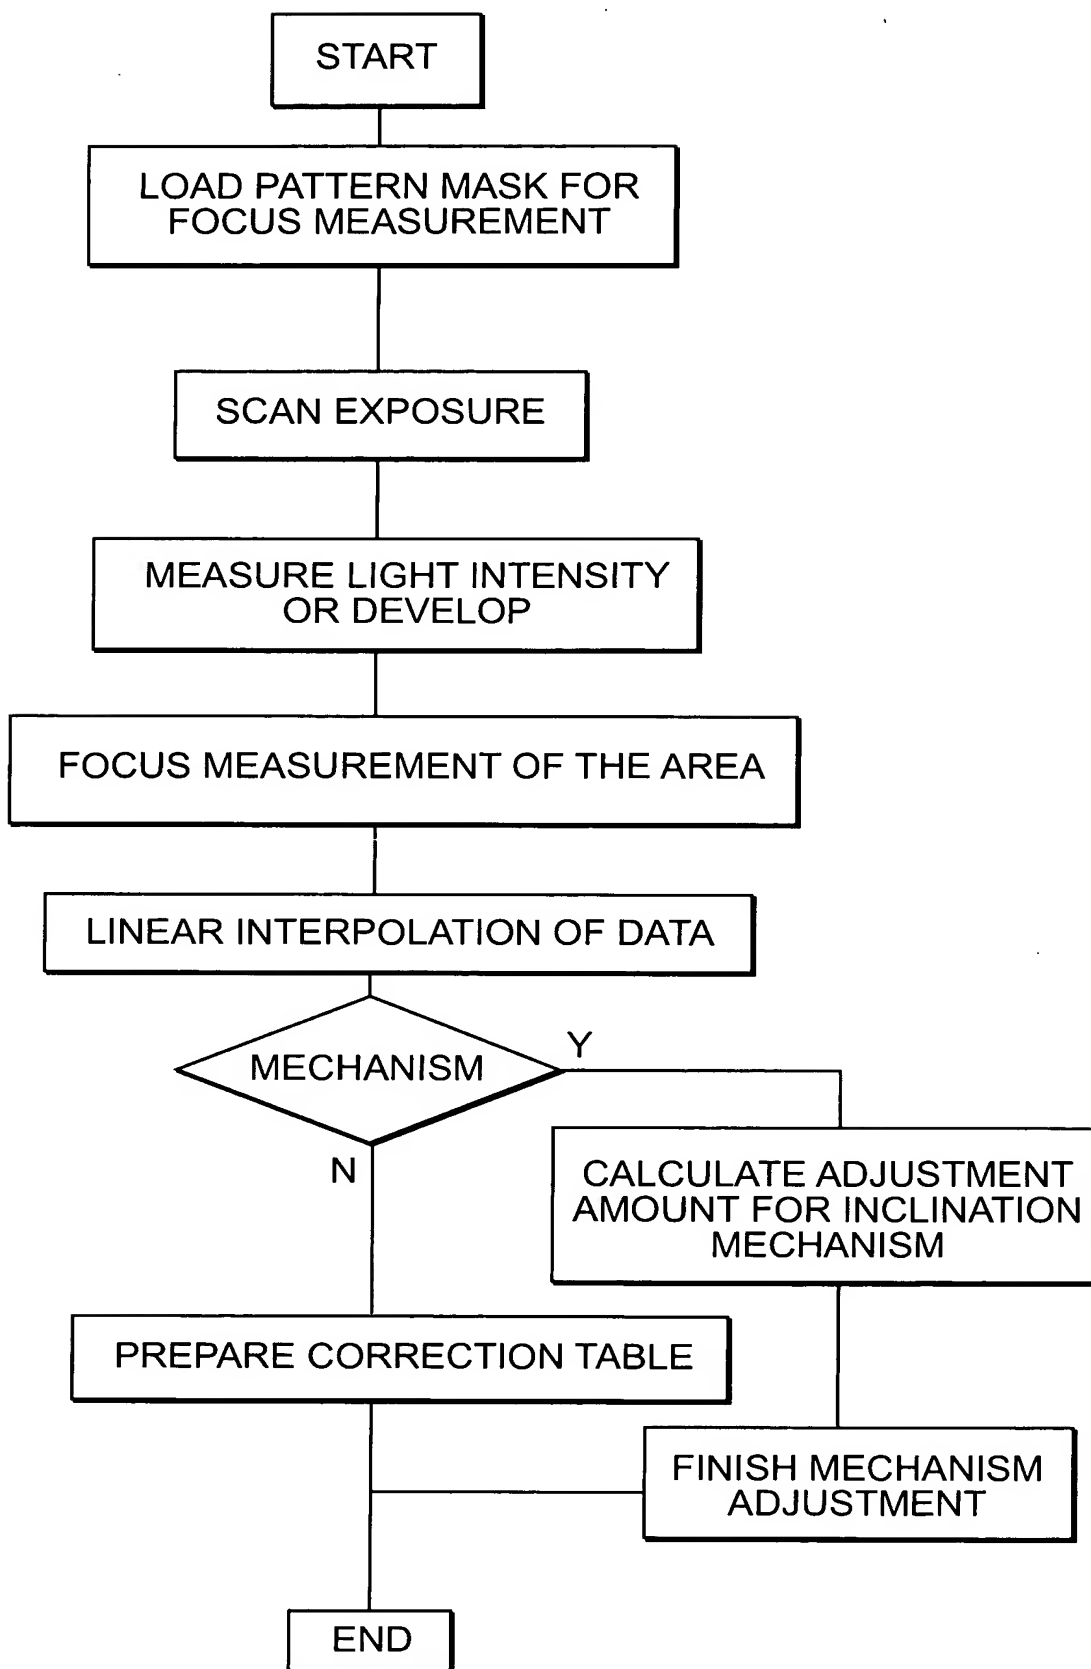 START
LOAD PATTERN MASK FOR
FOCUS MEASUREMENT
SCAN EXPOSURE
MEASURE LIGHT INTENSITY
OR DEVELOP
FOCUS MEASUREMENT OF THE AREA
LINEAR INTERPOLATION OF DATA
MECHANISM
Y
N
CALCULATE ADJUSTMENT
AMOUNT FOR INCLINATION
MECHANISM
PREPARE CORRECTION TABLE
FINISH MECHANISM
ADJUSTMENT
END